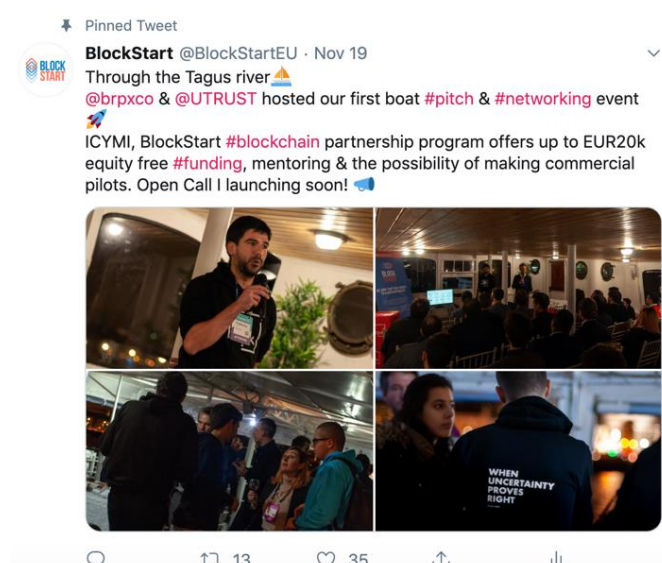 Pinned Tweet
BLOCK
START
BlockStart @BlockStartEU · Nov 19
Through the Tagus river⛵
@brpxco & @UTRUST hosted our first boat #pitch & #networking event
🚀
ICYMI, BlockStart #blockchain partnership program offers up to EUR20k
equity free #funding, mentoring & the possibility of making commercial
pilots. Open Call I launching soon! 📣
BLOCK
WHEN
UNCERTAINTY
PROVES
RIGHT
13 35